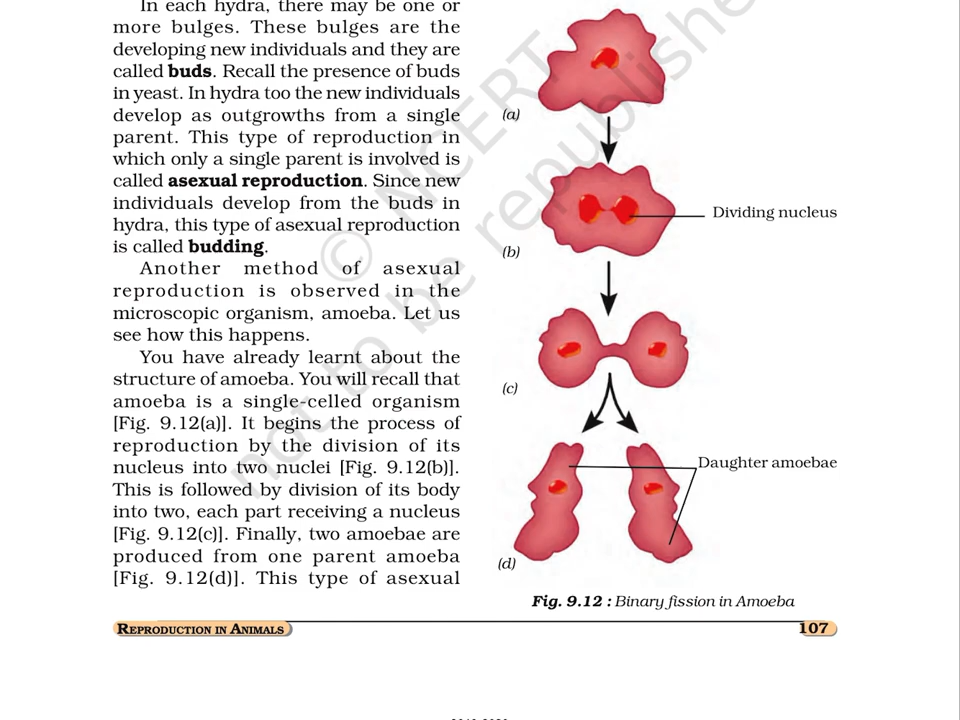 In each hydra, there may be one or
more bulges. These bulges are the
developing new individuals and they are
called buds. Recall the presence of buds
in yeast. In hydra too the new individuals
develop as outgrowths from a single
parent. This type of reproduction in
which only a single parent is involved is
called asexual reproduction. Since new
individuals develop from the buds in
hydra, this type of asexual reproduction
is called budding.
Another method of asexual
reproduction is observed in the
microscopic organism, amoeba. Let us
see how this happens.
You have already learnt about the
structure of amoeba. You will recall that
amoeba is a single-celled organism
[Fig. 9.12(a)]. It begins the process of
reproduction by the division of its
nucleus into two nuclei [Fig. 9.12(b)].
This is followed by division of its body
into two, each part receiving a nucleus
[Fig. 9.12(c)]. Finally, two amoebae are
produced from one parent amoeba
[Fig. 9.12(d)]. This type of asexual
(a)
Dividing nucleus
(b)
(c)
Daughter amoebae
(d)
Fig. 9.12 : Binary fission in Amoeba
REPRODUCTION IN ANIMALS
107
© NCERT
not to be republishe